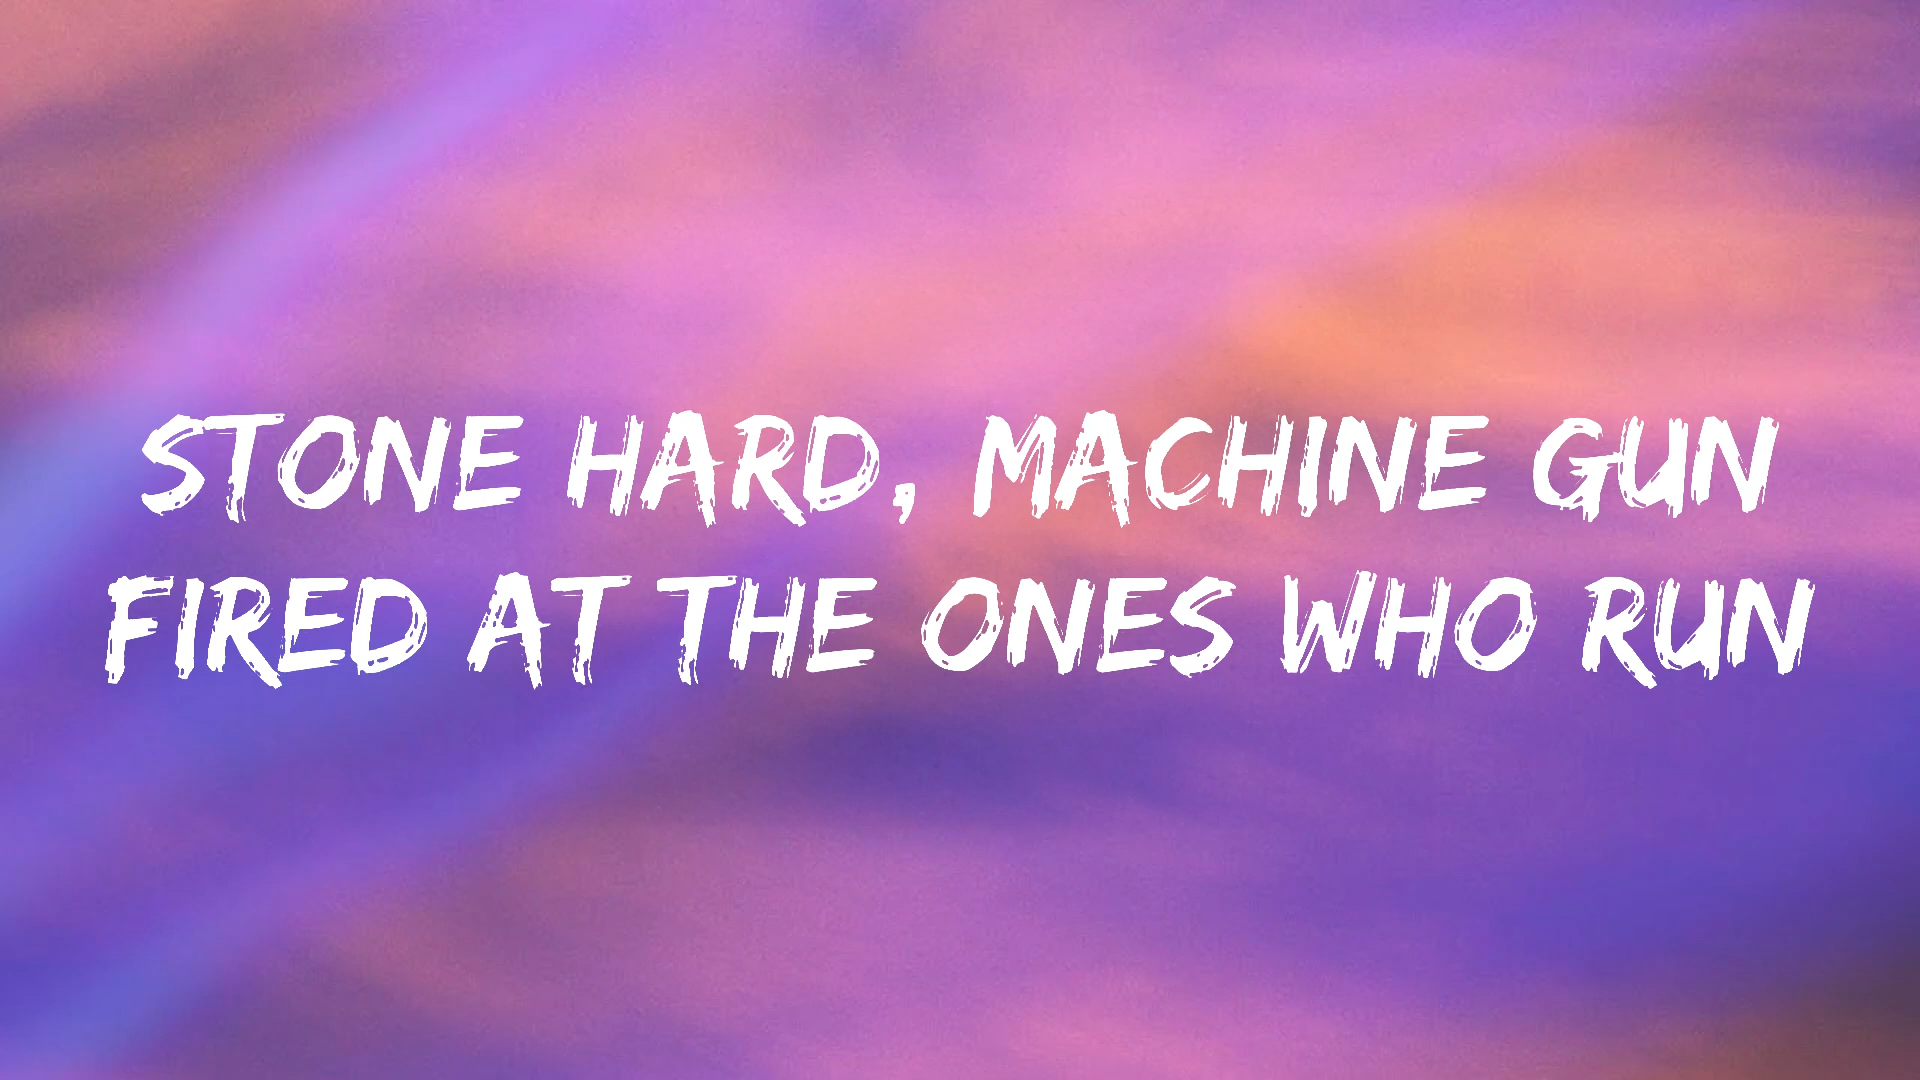 STONE HARD, MACHINE GUN
FIRED AT THE ONES WHO RUN